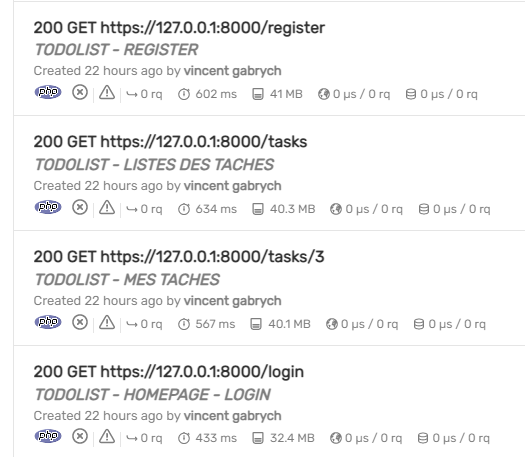 200 GET https://127.0.0.1:8000/register
TODOLIST - REGISTER
Created 22 hours ago by vincent gabrych
php 0 rq 602 ms 41 MB 0 µs / 0 rq 0 µs / 0 rq
200 GET https://127.0.0.1:8000/tasks
TODOLIST - LISTES DES TACHES
Created 22 hours ago by vincent gabrych
php 0 rq 634 ms 40.3 MB 0 µs / 0 rq 0 µs / 0 rq
200 GET https://127.0.0.1:8000/tasks/3
TODOLIST - MES TACHES
Created 22 hours ago by vincent gabrych
php 0 rq 567 ms 40.1 MB 0 µs / 0 rq 0 µs / 0 rq
200 GET https://127.0.0.1:8000/login
TODOLIST - HOMEPAGE - LOGIN
Created 22 hours ago by vincent gabrych
php 0 rq 433 ms 32.4 MB 0 µs / 0 rq 0 µs / 0 rq